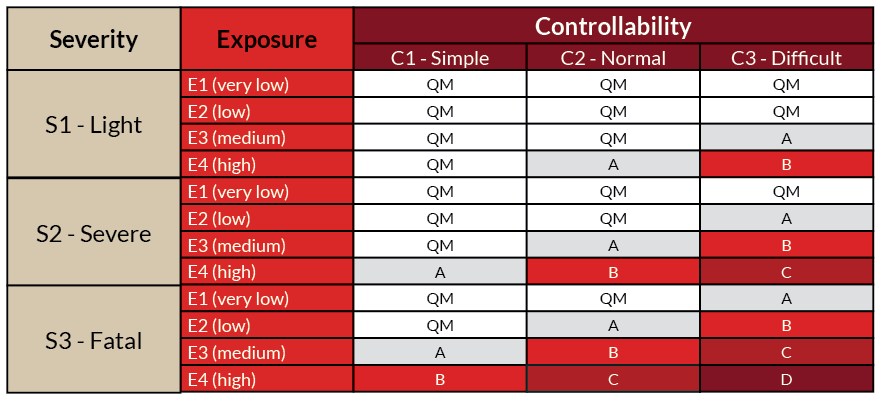 Severity Exposure Controllability
C1 - Simple C2 - Normal C3 - Difficult
S1 - Light
E1 (very low) QM QM QM
E2 (low) QM QM QM
E3 (medium) QM QM A
E4 (high) QM A B
S2 - Severe
E1 (very low) QM QM QM
E2 (low) QM QM A
E3 (medium) QM A B
E4 (high) A B C
S3 - Fatal
E1 (very low) QM QM A
E2 (low) QM A B
E3 (medium) A B C
E4 (high) B C D